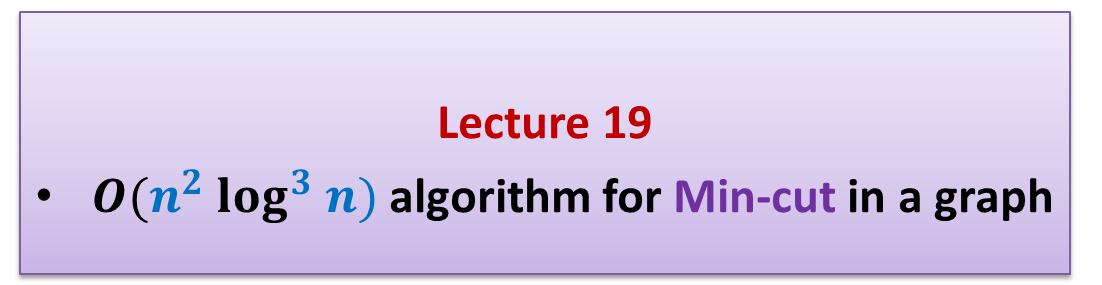 Lecture 19
• O(n² log³ n) algorithm for Min-cut in a graph